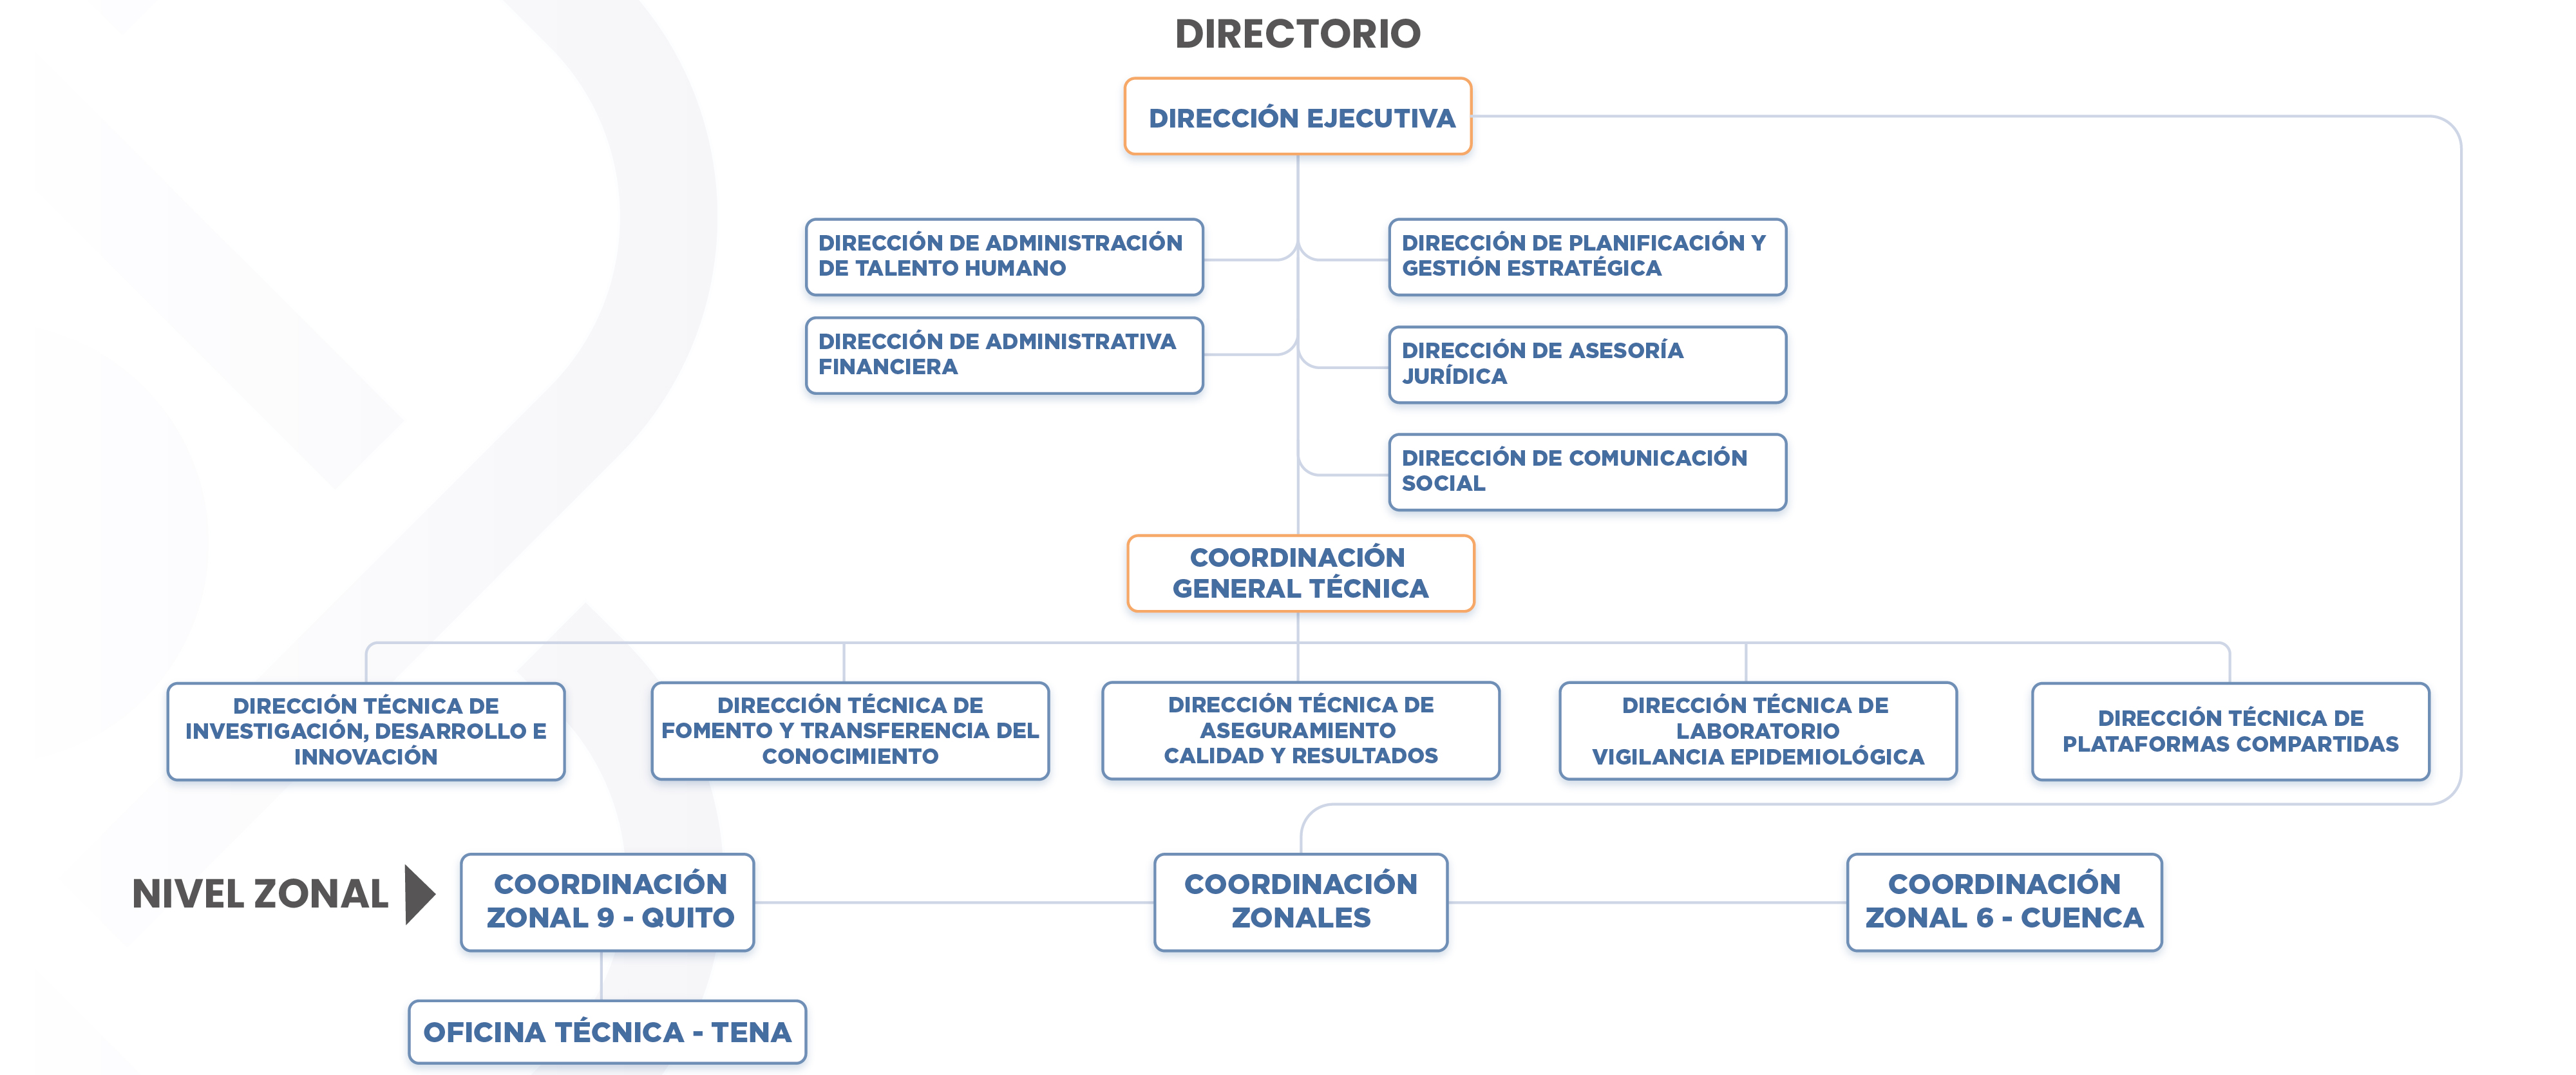 DIRECTORIO
DIRECCIÓN EJECUTIVA
DIRECCIÓN DE ADMINISTRACIÓN
DE TALENTO HUMANO
DIRECCIÓN DE PLANIFICACIÓN Y
GESTIÓN ESTRATÉGICA
DIRECCIÓN DE ADMINISTRATIVA
FINANCIERA
DIRECCIÓN DE ASESORÍA
JURÍDICA
DIRECCIÓN DE COMUNICACIÓN
SOCIAL
COORDINACIÓN
GENERAL TÉCNICA
DIRECCIÓN TÉCNICA DE
INVESTIGACIÓN, DESARROLLO E
INNOVACIÓN
DIRECCIÓN TÉCNICA DE
FOMENTO Y TRANSFERENCIA DEL
CONOCIMIENTO
DIRECCIÓN TÉCNICA DE
ASEGURAMIENTO
CALIDAD Y RESULTADOS
DIRECCIÓN TÉCNICA DE
LABORATORIO
VIGILANCIA EPIDEMIOLÓGICA
DIRECCIÓN TÉCNICA DE
PLATAFORMAS COMPARTIDAS
NIVEL ZONAL
COORDINACIÓN
ZONAL 9 - QUITO
COORDINACIÓN
ZONALES
COORDINACIÓN
ZONAL 6 - CUENCA
OFICINA TÉCNICA - TENA